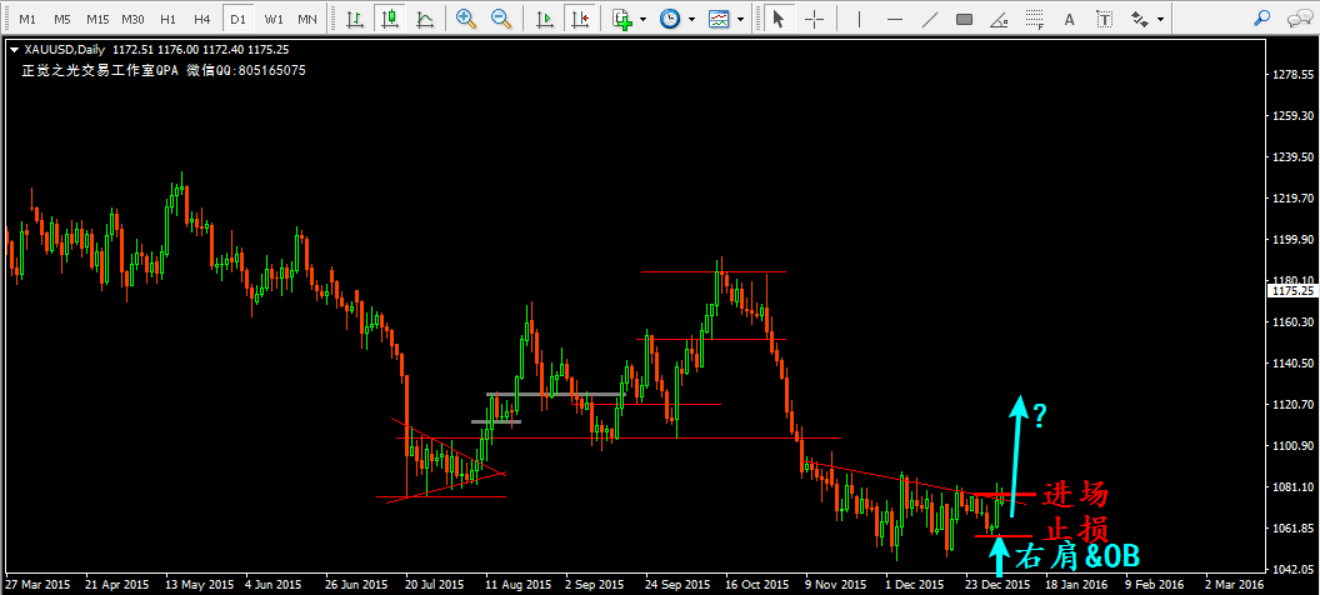 M1 M5 M15 M30 H1 H4 D1 W1 MN F A T
XAUUSD,Daily 1172.51 1176.00 1172.40 1175.25
正觉之光交易工作室QPA 微信QQ:805165075
1278.55
1259.30
1239.50
1219.70
1199.90
1180.10
1175.25
1160.30
1140.50
1120.70
1100.90
1081.10
1061.85
1042.05
?
进场
止损
右肩&OB
27 Mar 2015 21 Apr 2015 13 May 2015 4 Jun 2015 26 Jun 2015 20 Jul 2015 11 Aug 2015 2 Sep 2015 24 Sep 2015 16 Oct 2015 9 Nov 2015 1 Dec 2015 23 Dec 2015 18 Jan 2016 9 Feb 2016 2 Mar 2016